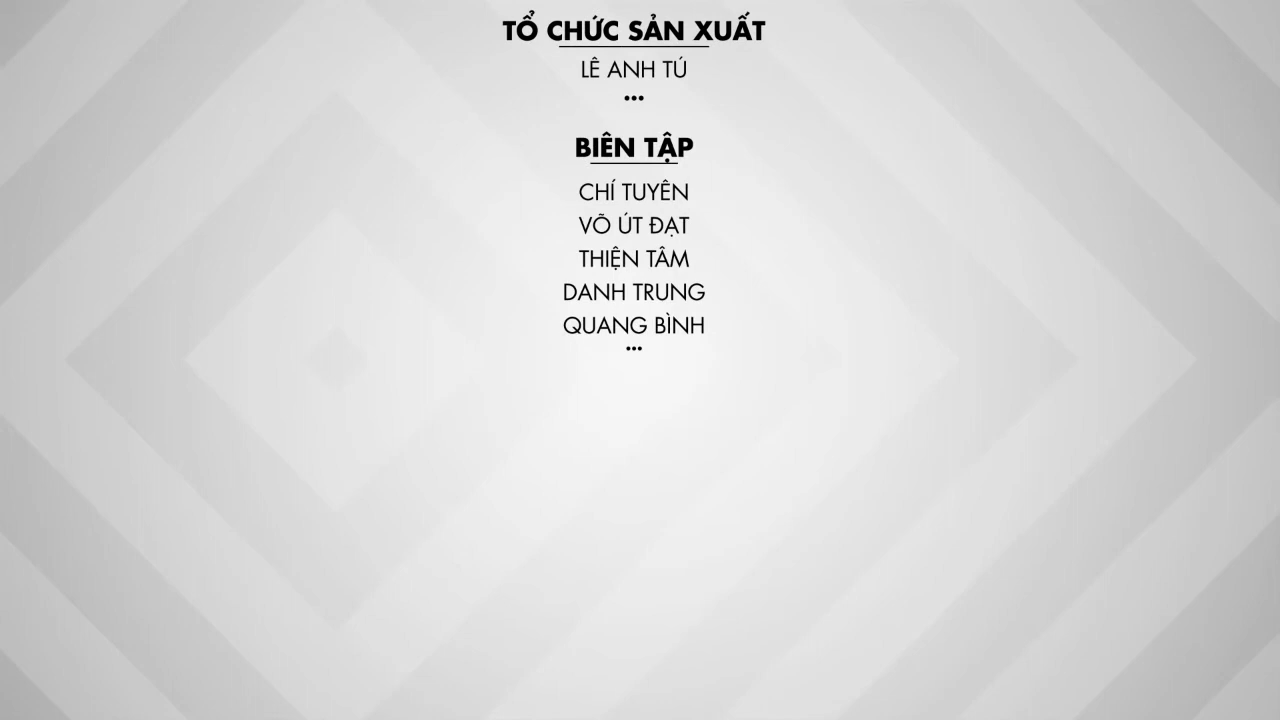 TỔ CHỨC SẢN XUẤT
LÊ ANH TÚ
•••
BIÊN TẬP
CHÍ TUYÊN
VÕ ÚT ĐẠT
THIỆN TÂM
DANH TRUNG
QUANG BÌNH
•••